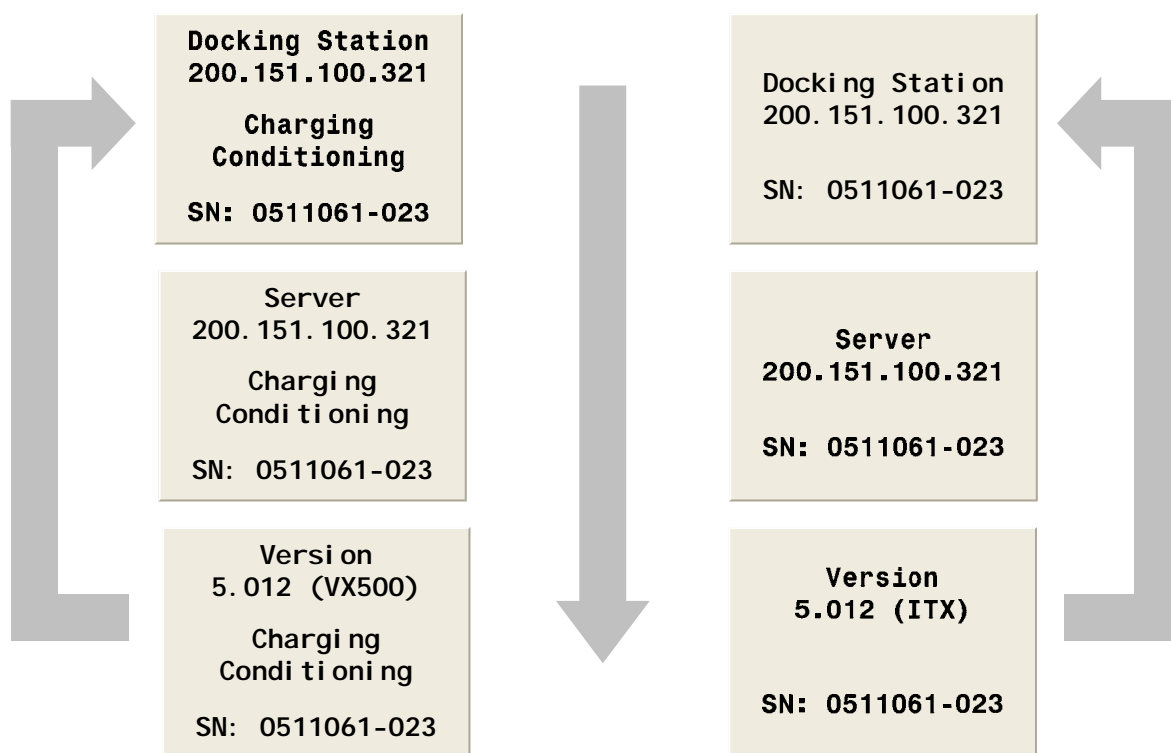 Docking Station
200.151.100.321
Charging
Conditioning
SN: 0511061-023
Server
200.151.100.321
Charging
Conditioning
SN: 0511061-023
Version
5.012 (VX500)
Charging
Conditioning
SN: 0511061-023
Docking Station
200.151.100.321
SN: 0511061-023
Server
200.151.100.321
SN: 0511061-023
Version
5.012 (ITX)
SN: 0511061-023